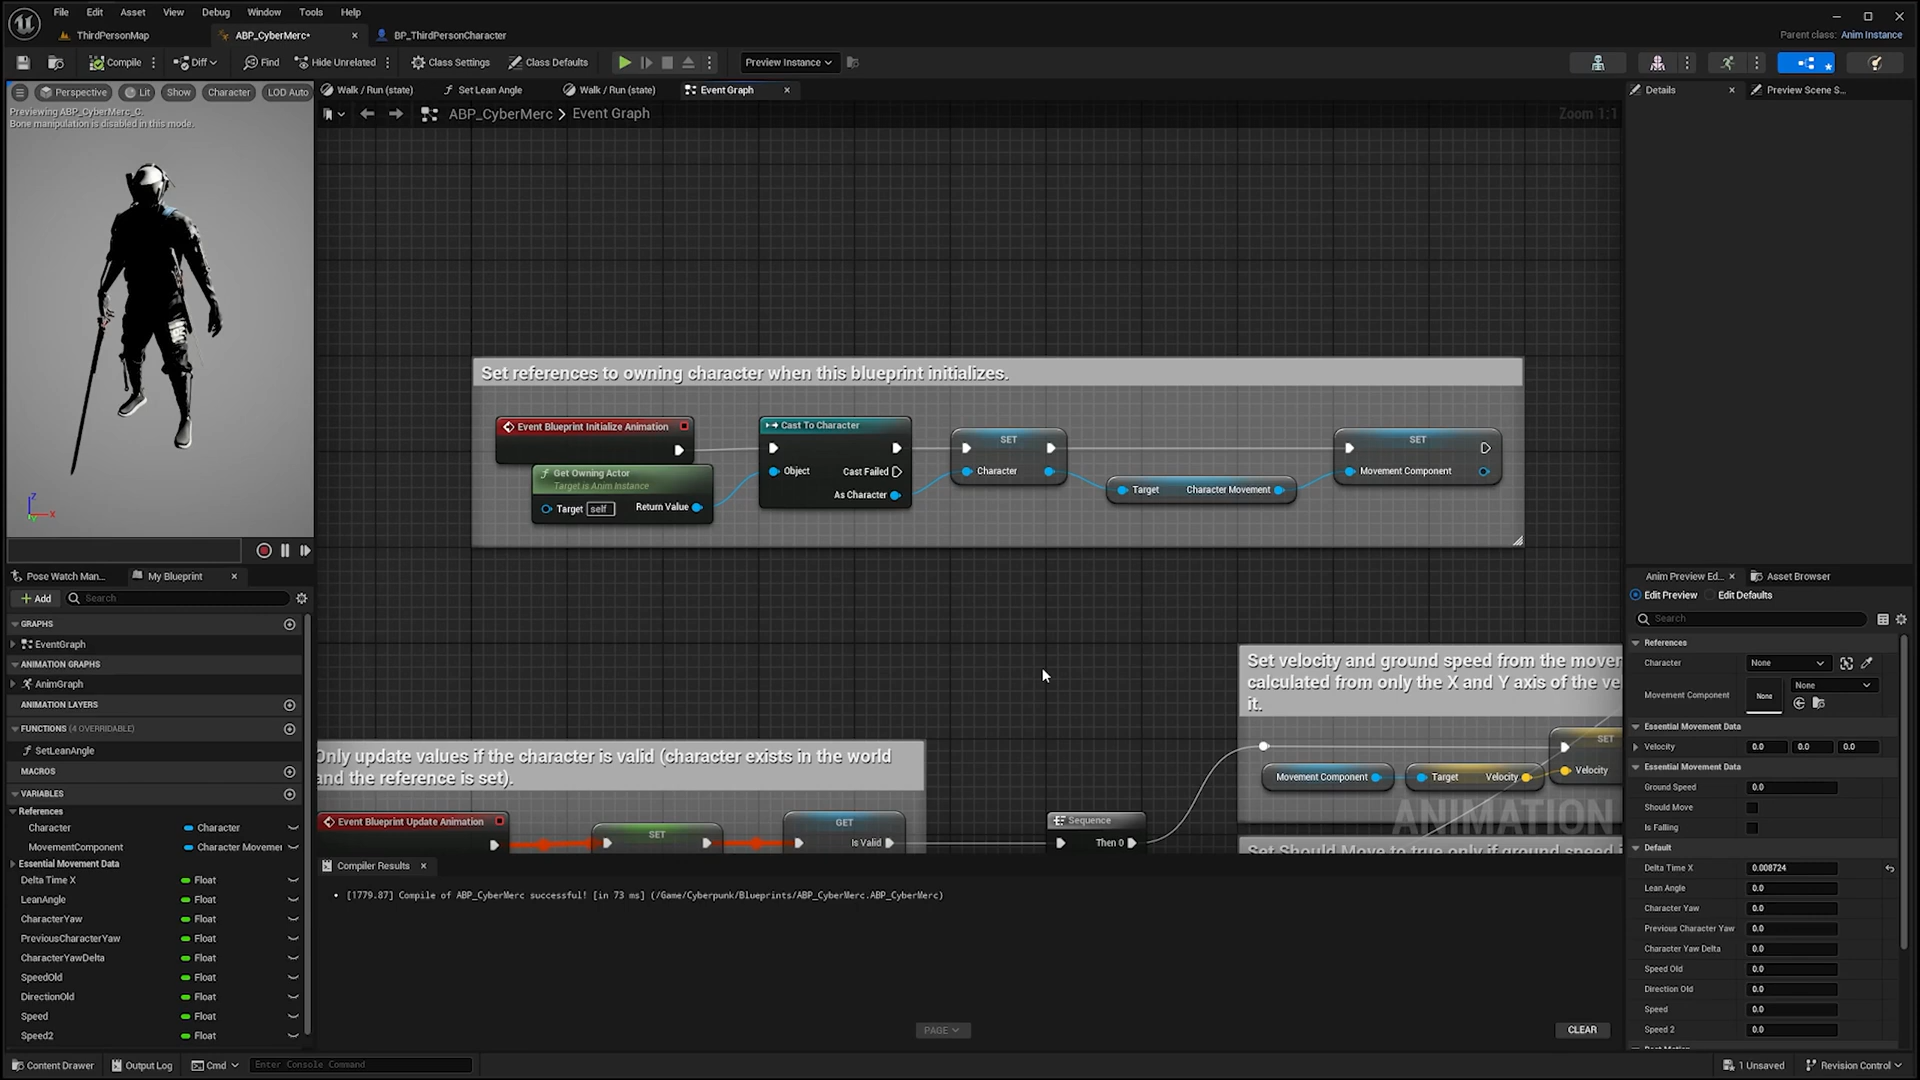 File Edit Asset View Debug Window Tools Help
ThirdPersonMap ABP_CyberMerc• BP_ThirdPersonCharacter
Parent class: Anim Instance
Compile Diff Find Hide Unrelated Class Settings Class Defaults Preview Instance
Perspective Lit Show Character LOD Auto
Previewing ABP_CyberMerc_C.
Bone manipulation is disabled in this mode.
Z
X
Walk / Run (state) Set Lean Angle Walk / Run (state) Event Graph
ABP_CyberMerc > Event Graph
Zoom 1:1
Set references to owning character when this blueprint initializes.
Event Blueprint Initialize Animation
Get Owning Actor
Target is Anim Instance
Target self Return Value
Cast To Character
Object Cast Failed
As Character
SET
Character
Target Character Movement
SET
Movement Component
Only update values if the character is valid (character exists in the world
and the reference is set).
Event Blueprint Update Animation
SET
GET
Is Valid
Sequence
Then 0
Set velocity and ground speed from the movem
calculated from only the X and Y axis of the ve
it.
Movement Component
Target Velocity
SET
Velocity
ANIMATION
Set Should Move to true only if ground speed i
Compiler Results
[1779.87] Compile of ABP_CyberMerc successful! [in 73 ms] (/Game/Cyberpunk/Blueprints/ABP_CyberMerc.ABP_CyberMerc)
PAGE
CLEAR
Pose Watch Man... My Blueprint
Add Search
GRAPHS
EventGraph
ANIMATION GRAPHS
AnimGraph
ANIMATION LAYERS
FUNCTIONS (4 OVERRIDABLE)
SetLeanAngle
MACROS
VARIABLES
References
Character Character
MovementComponent Character Movemen
Essential Movement Data
Delta Time X Float
LeanAngle Float
CharacterYaw Float
PreviousCharacterYaw Float
CharacterYawDelta Float
SpeedOld Float
DirectionOld Float
Speed Float
Speed2 Float
Details Preview Scene S...
Anim Preview Ed... Asset Browser
Edit Preview Edit Defaults
Search
References
Character None
Movement Component None None
Essential Movement Data
Velocity 0.0 0.0 0.0
Essential Movement Data
Ground Speed 0.0
Should Move
Is Falling
Default
Delta Time X 0.008724
Lean Angle 0.0
Character Yaw 0.0
Previous Character Yaw 0.0
Character Yaw Delta 0.0
Speed Old 0.0
Direction Old 0.0
Speed 0.0
Speed 2 0.0
Content Drawer Output Log Cmd Enter Console Command
1 Unsaved Revision Control